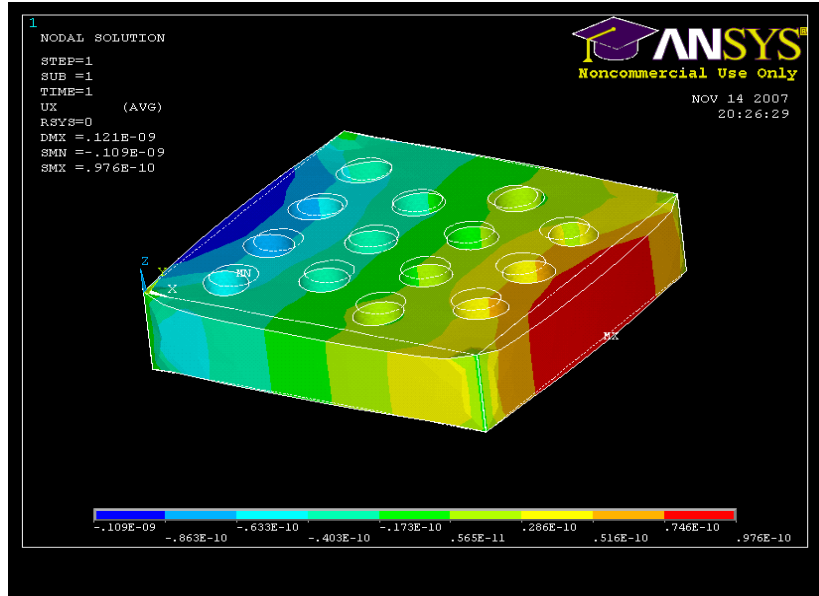 1
NODAL SOLUTION
STEP=1
SUB =1
TIME=1
UX (AVG)
RSYS=0
DMX =.121E-09
SMN =-.109E-09
SMX =.976E-10
ANSYS®
Noncommercial Use Only
NOV 14 2007
20:26:29
Z
Y
X
MN
MX
-.109E-09 -.633E-10 -.173E-10 .286E-10 .746E-10
-.863E-10 -.403E-10 .565E-11 .516E-10 .976E-10